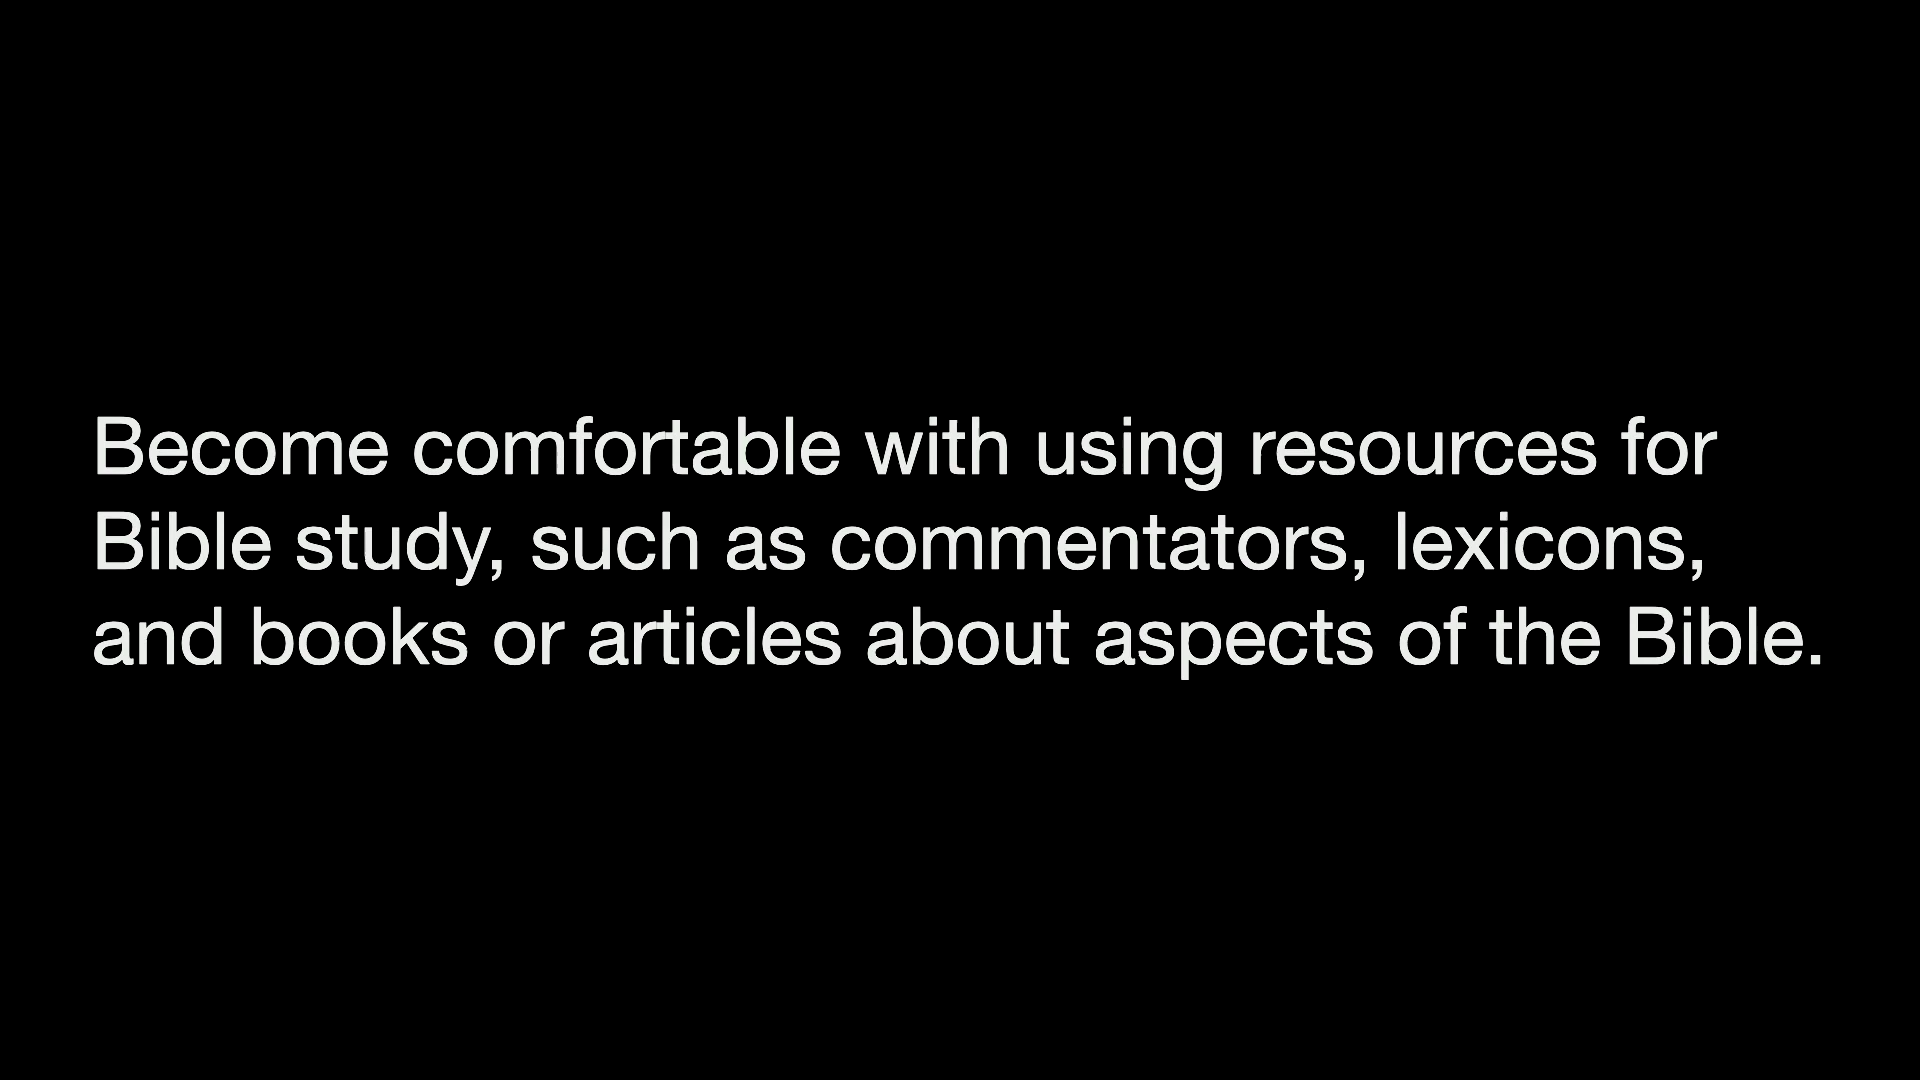 Become comfortable with using resources for
Bible study, such as commentators, lexicons,
and books or articles about aspects of the Bible.